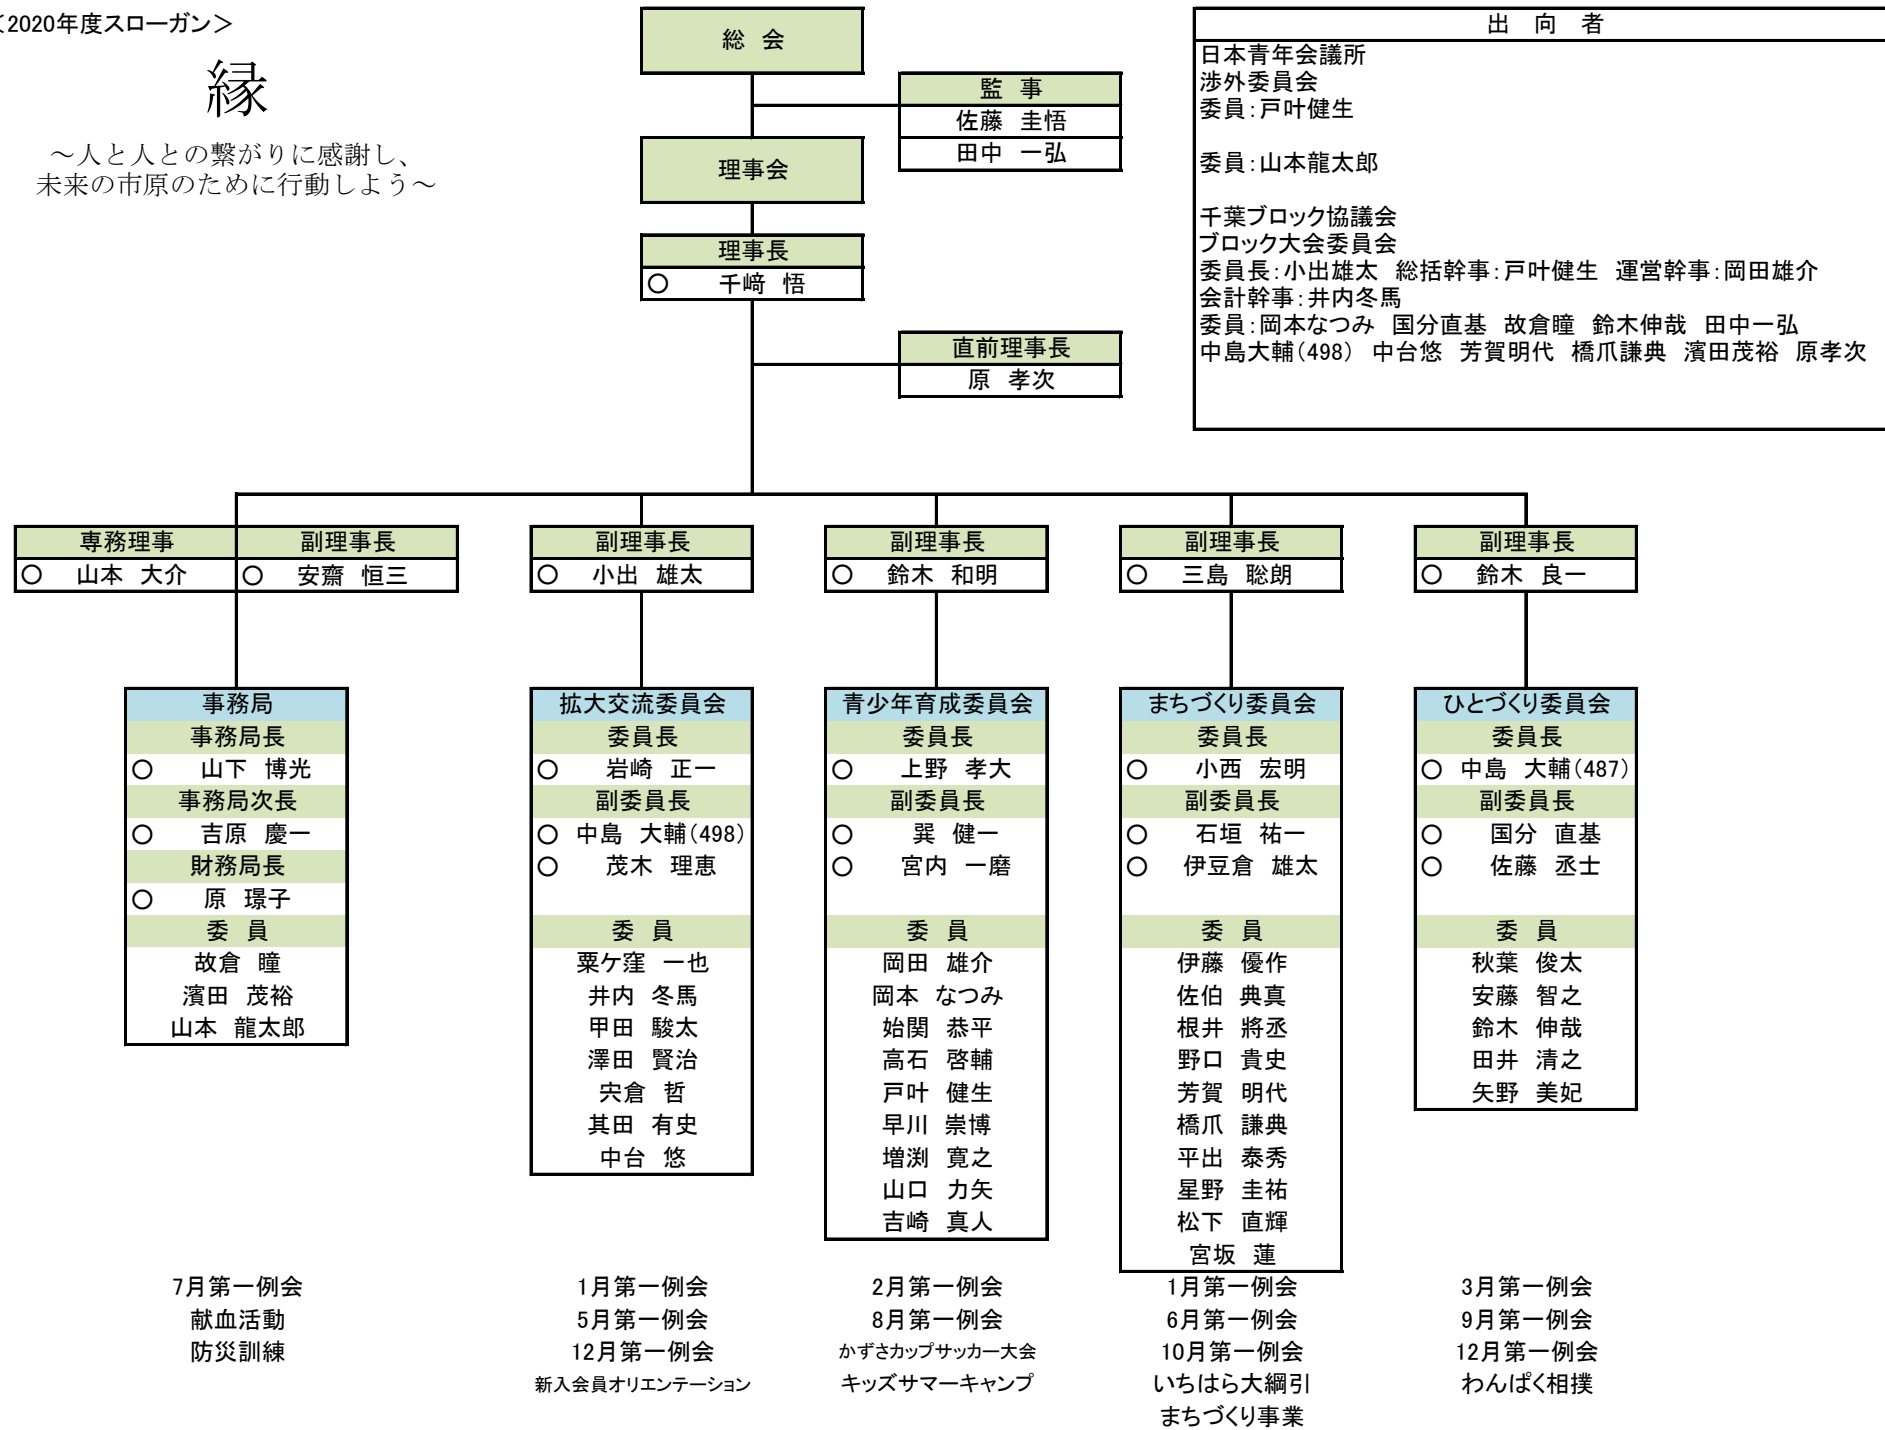 ＜2020年度スローガン＞
縁
～人と人との繋がりに感謝し、
未来の市原のために行動しよう～
総 会
監 事
佐藤 圭悟
田中 一弘
理事会
理事長
○ 千﨑 悟
直前理事長
原 孝次
出 向 者
日本青年会議所
渉外委員会
委員：戸叶健生
委員：山本龍太郎
千葉ブロック協議会
ブロック大会委員会
委員長：小出雄太 総括幹事：戸叶健生 運営幹事：岡田雄介
会計幹事：井内冬馬
委員：岡本なつみ 国分直基 故倉瞳 鈴木伸哉 田中一弘
中島大輔（498） 中台悠 芳賀明代 橋爪謙典 濱田茂裕 原孝次
専務理事
○ 山本 大介
副理事長
○ 安齋 恒三
事務局
事務局長
○ 山下 博光
事務局次長
○ 吉原 慶一
財務局長
○ 原 璟子
委 員
故倉 瞳
濱田 茂裕
山本 龍太郎
7月第一例会
献血活動
防災訓練
副理事長
○ 小出 雄太
拡大交流委員会
委員長
○ 岩崎 正一
副委員長
○ 中島 大輔（498）
○ 茂木 理恵
委 員
粟ケ窪 一也
井内 冬馬
甲田 駿太
澤田 賢治
宍倉 哲
其田 有史
中台 悠
1月第一例会
5月第一例会
12月第一例会
新入会員オリエンテーション
副理事長
○ 鈴木 和明
青少年育成委員会
委員長
○ 上野 孝大
副委員長
○ 巽 健一
○ 宮内 一磨
委 員
岡田 雄介
岡本 なつみ
始関 恭平
高石 啓輔
戸叶 健生
早川 崇博
増渕 寛之
山口 力矢
吉崎 真人
2月第一例会
8月第一例会
かずさカップサッカー大会
キッズサマーキャンプ
副理事長
○ 三島 聡朗
まちづくり委員会
委員長
○ 小西 宏明
副委員長
○ 石垣 祐一
○ 伊豆倉 雄太
委 員
伊藤 優作
佐伯 典真
根井 將丞
野口 貴史
芳賀 明代
橋爪 謙典
平出 泰秀
星野 圭祐
松下 直輝
宮坂 蓮
1月第一例会
6月第一例会
10月第一例会
いちはら大綱引
まちづくり事業
副理事長
○ 鈴木 良一
ひとづくり委員会
委員長
○ 中島 大輔（487）
副委員長
○ 国分 直基
○ 佐藤 丞士
委 員
秋葉 俊太
安藤 智之
鈴木 伸哉
田井 清之
矢野 美妃
3月第一例会
9月第一例会
12月第一例会
わんぱく相撲